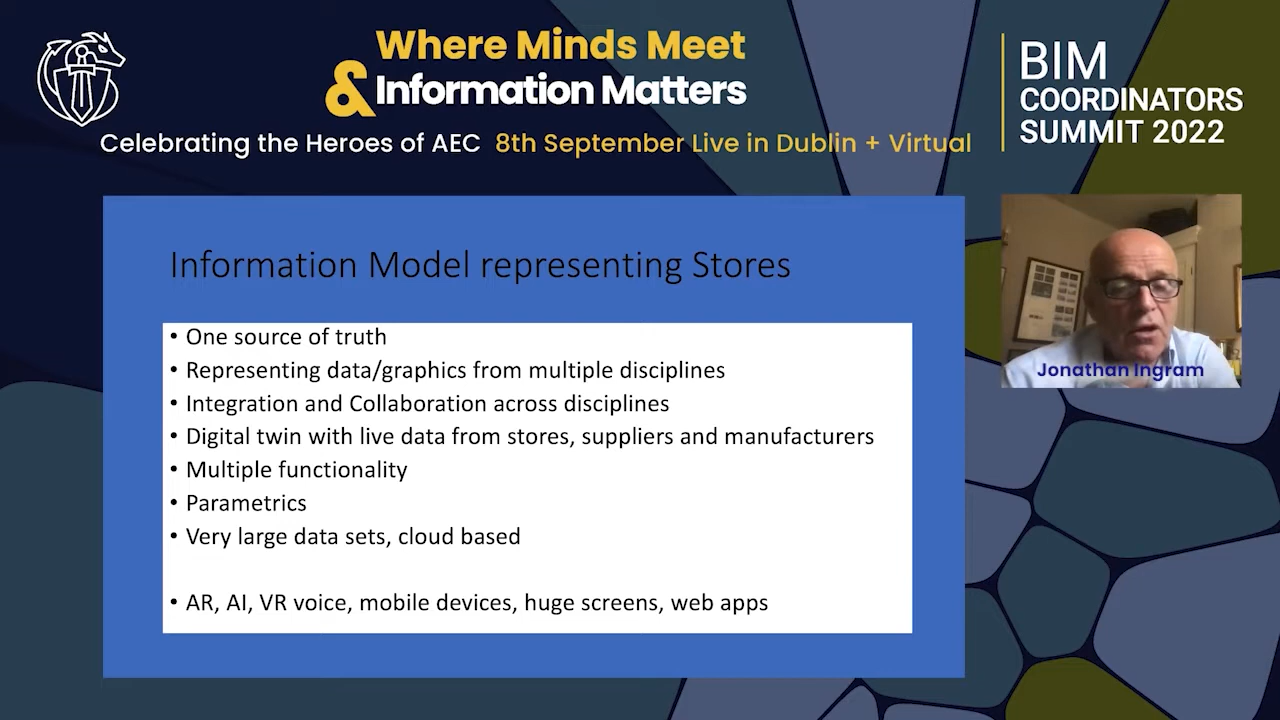 Where Minds Meet
& Information Matters
Celebrating the Heroes of AEC 8th September Live in Dublin + Virtual
BIM
COORDINATORS
SUMMIT 2022
Information Model representing Stores
• One source of truth
• Representing data/graphics from multiple disciplines
• Integration and Collaboration across disciplines
• Digital twin with live data from stores, suppliers and manufacturers
• Multiple functionality
• Parametrics
• Very large data sets, cloud based
• AR, AI, VR voice, mobile devices, huge screens, web apps
Jonathan Ingram